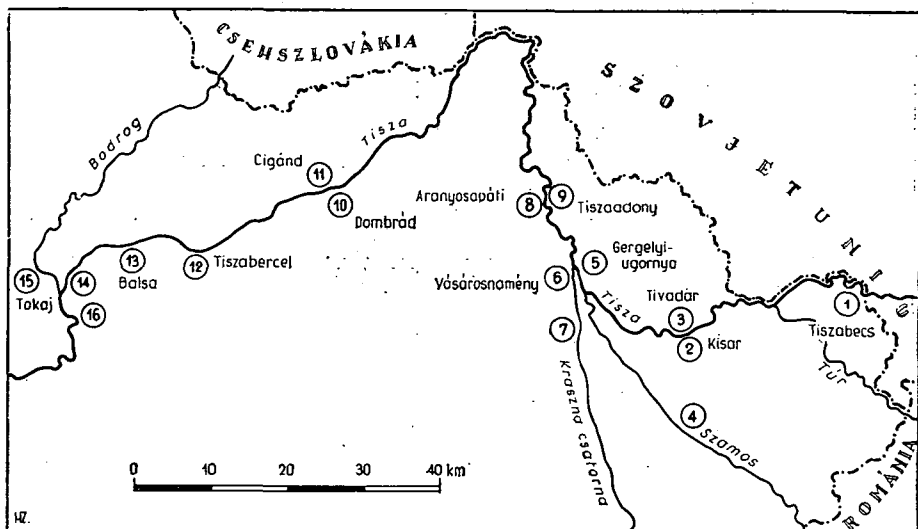 CSEHSZLOVÁKIA
SZOVJETUNIÓ
Bodrog
Tisza
Cigánd
11
10
Dombrád
Aranyosapáti
8
9
Tiszaadony
5
Gergelyi-
ugornya
6
Vásárosnamény
7
Tisza
Tivadár
3
2
Kisar
1
Tiszabecs
Túr
15
Tokaj
14
16
13
Balsa
12
Tiszabercel
4
Szamos
Kraszna csatorna
ROMÁNIA
0 10 20 30 40 km
HZ.